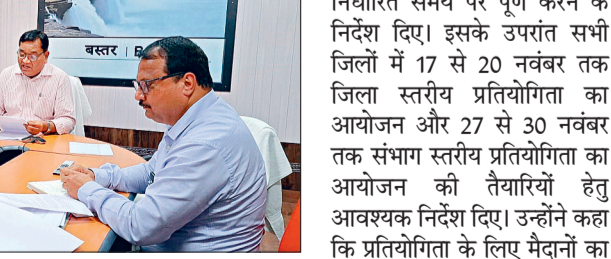 बस्तर |
निर्धारित समय पर पूर्ण करने के
निर्देश दिए। इसके उपरांत सभी
जिलों में 17 से 20 नवंबर तक
जिला स्तरीय प्रतियोगिता का
आयोजन और 27 से 30 नवंबर
तक संभाग स्तरीय प्रतियोगिता का
आयोजन की तैयारियों हेतु
आवश्यक निर्देश दिए। उन्होंने कहा
कि प्रतियोगिता के लिए मैदानों का